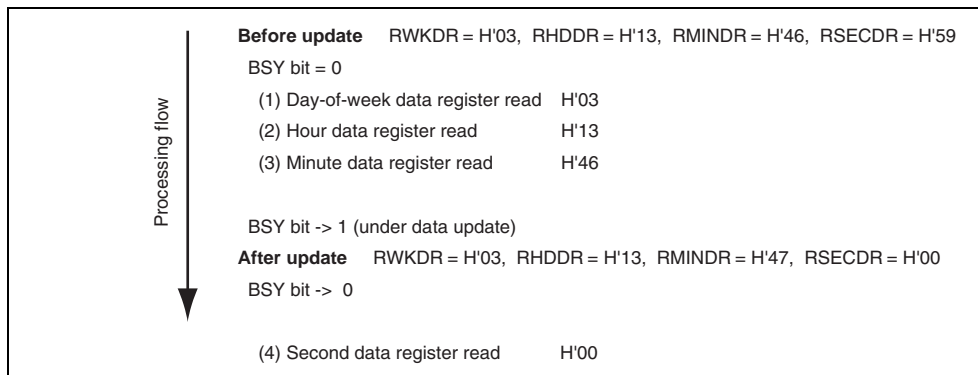 Before update RWKDR = H'03, RHDDR = H'13, RMINDR = H'46, RSECDR = H'59
BSY bit = 0
(1) Day-of-week data register read H'03
(2) Hour data register read H'13
(3) Minute data register read H'46
Processing flow
BSY bit -> 1 (under data update)
After update RWKDR = H'03, RHDDR = H'13, RMINDR = H'47, RSECDR = H'00
BSY bit -> 0
(4) Second data register read H'00